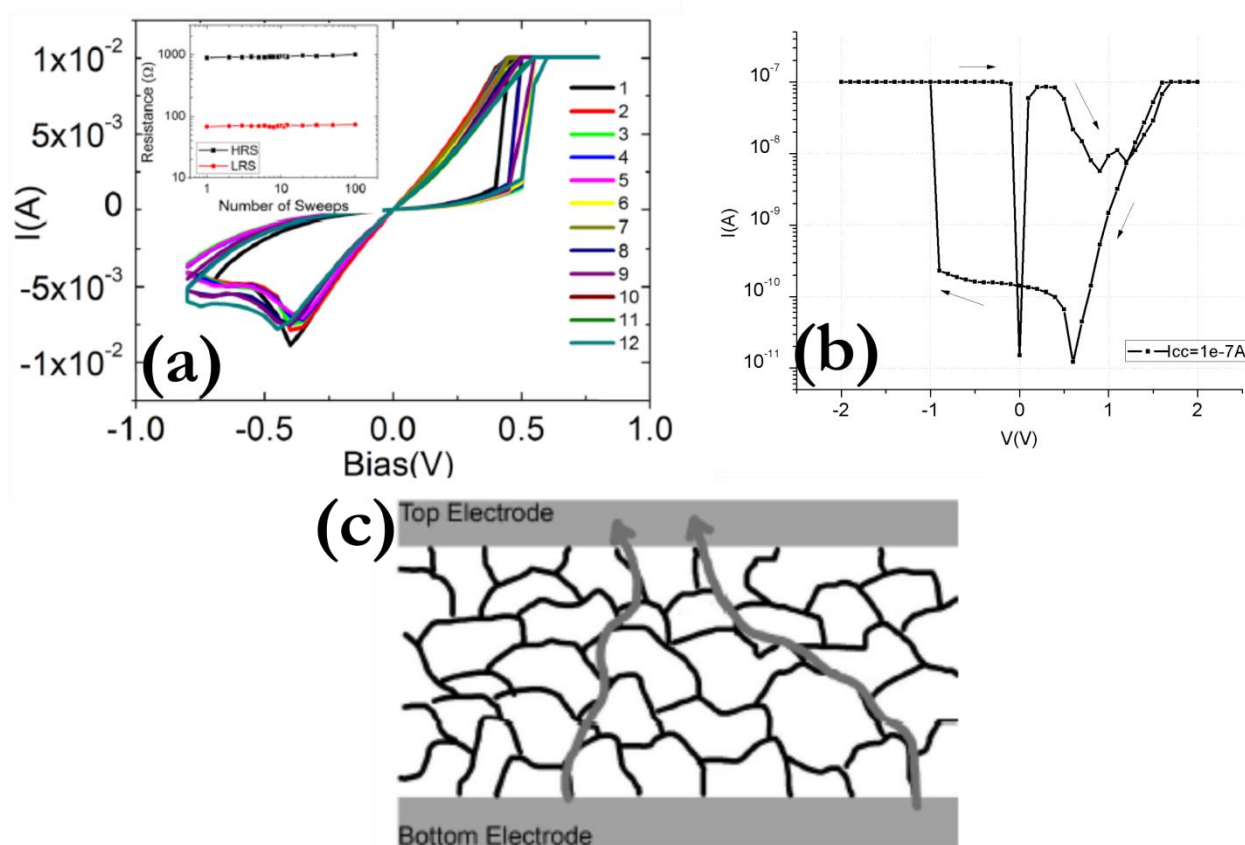 (a)
1x10⁻²
5x10⁻³
0
-5x10⁻³
-1x10⁻²
I(A)
-1.0
-0.5
0.0
0.5
1.0
Bias(V)
1
2
3
4
5
6
7
8
9
10
11
12
Resistance (Ω)
1000
100
10
HRS
LRS
1
10
100
Number of Sweeps
(b)
10⁻⁷
10⁻⁸
10⁻⁹
10⁻¹⁰
10⁻¹¹
I(A)
-2
-1
0
1
2
V(V)
Icc=1e-7A
(c)
Top Electrode
Bottom Electrode